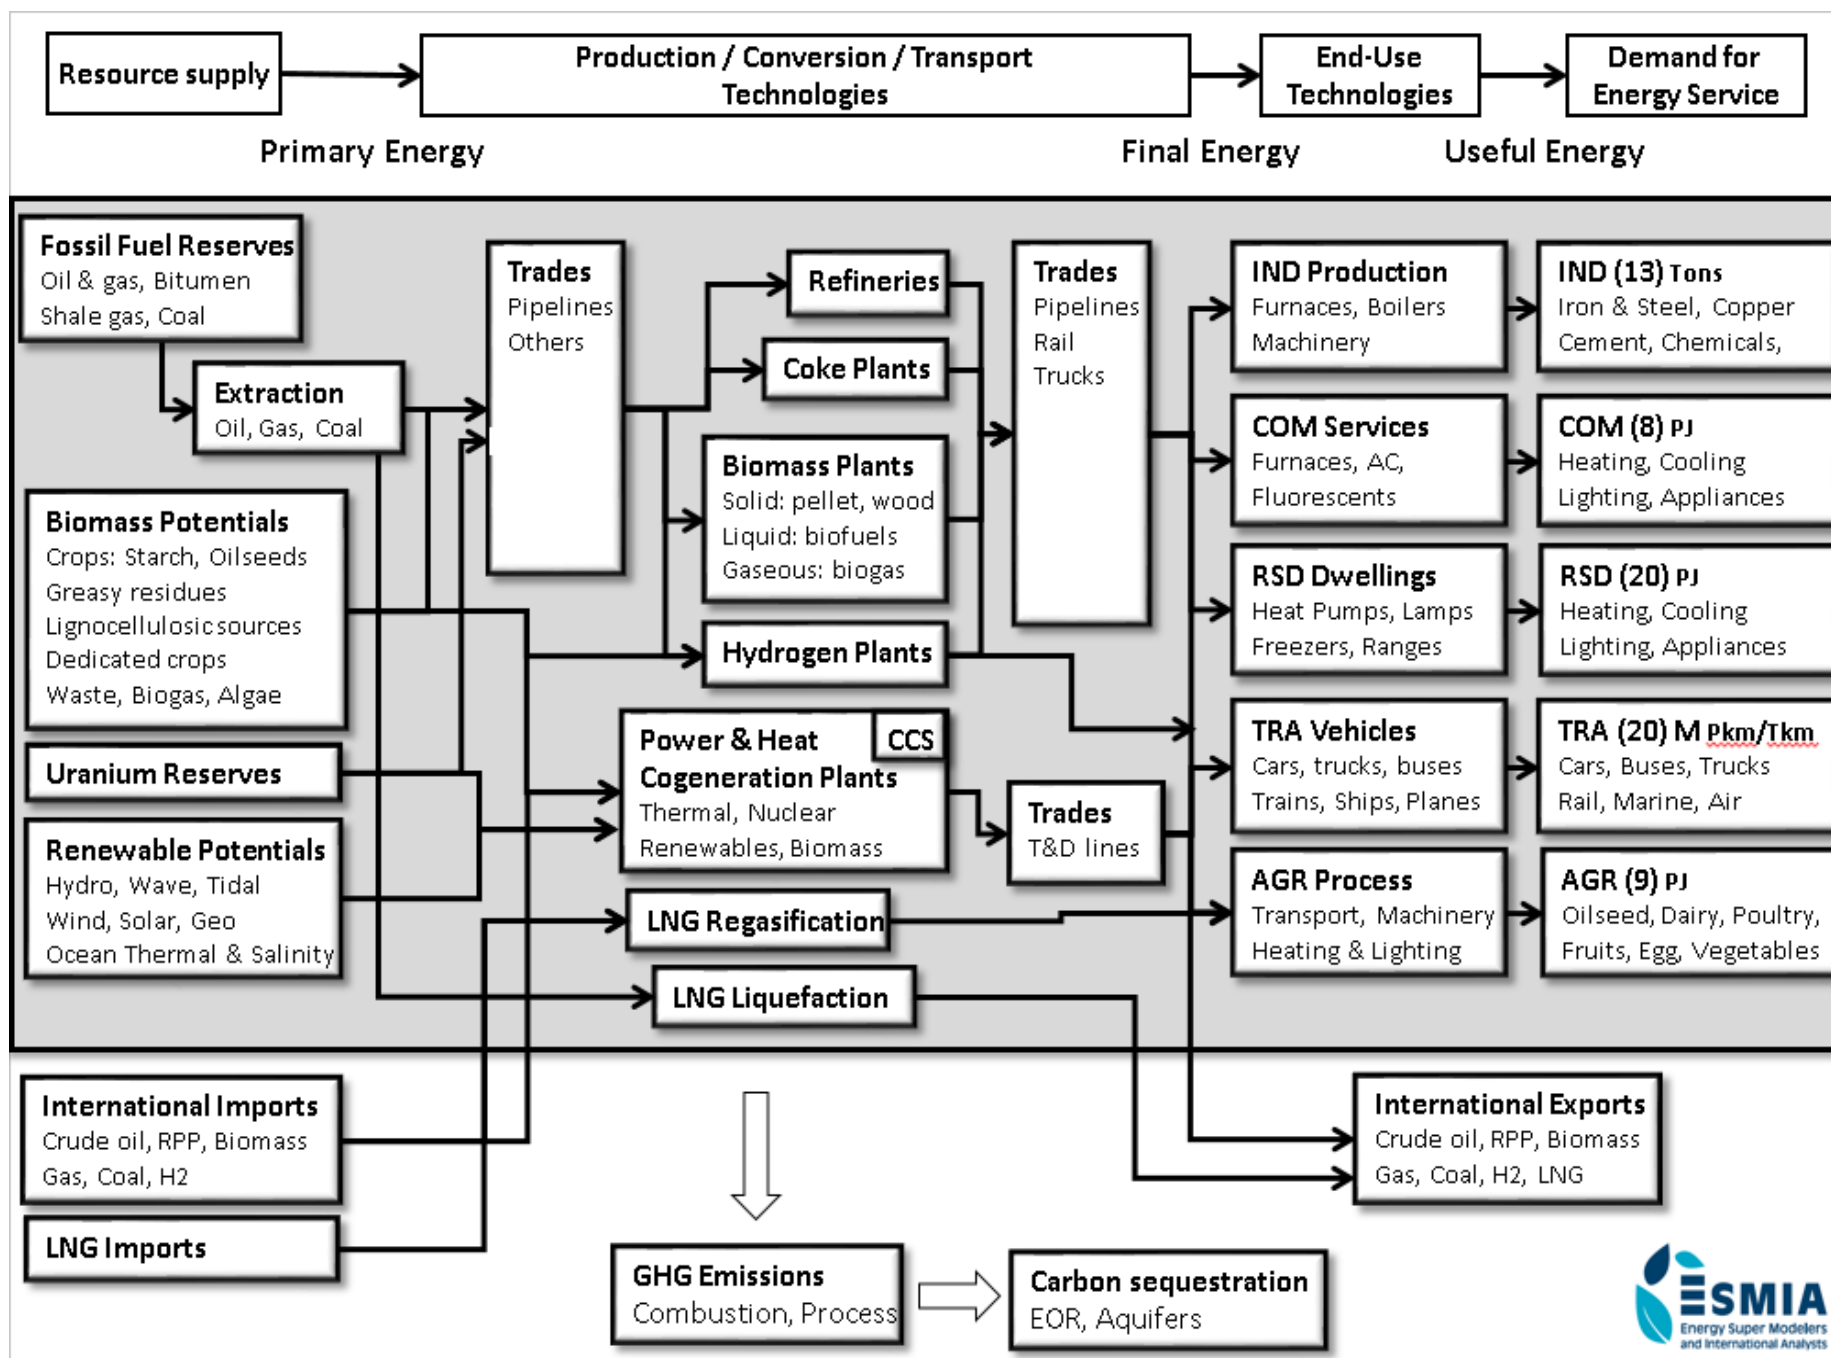 Resource supply
Production / Conversion / Transport
Technologies
End-Use
Technologies
Demand for
Energy Service
Primary Energy
Final Energy
Useful Energy
Fossil Fuel Reserves
Oil & gas, Bitumen
Shale gas, Coal
Extraction
Oil, Gas, Coal
Biomass Potentials
Crops: Starch, Oilseeds
Greasy residues
Lignocellulosic sources
Dedicated crops
Waste, Biogas, Algae
Uranium Reserves
Renewable Potentials
Hydro, Wave, Tidal
Wind, Solar, Geo
Ocean Thermal & Salinity
Trades
Pipelines
Others
Refineries
Coke Plants
Biomass Plants
Solid: pellet, wood
Liquid: biofuels
Gaseous: biogas
Hydrogen Plants
Power & Heat
Cogeneration Plants
Thermal, Nuclear
Renewables, Biomass
CCS
LNG Regasification
LNG Liquefaction
Trades
Pipelines
Rail
Trucks
Trades
T&D lines
IND Production
Furnaces, Boilers
Machinery
COM Services
Furnaces, AC,
Fluorescents
RSD Dwellings
Heat Pumps, Lamps
Freezers, Ranges
TRA Vehicles
Cars, trucks, buses
Trains, Ships, Planes
AGR Process
Transport, Machinery
Heating & Lighting
IND (13) Tons
Iron & Steel, Copper
Cement, Chemicals,
COM (8) PJ
Heating, Cooling
Lighting, Appliances
RSD (20) PJ
Heating, Cooling
Lighting, Appliances
TRA (20) M Pkm/Tkm
Cars, Buses, Trucks
Rail, Marine, Air
AGR (9) PJ
Oilseed, Dairy, Poultry,
Fruits, Egg, Vegetables
International Imports
Crude oil, RPP, Biomass
Gas, Coal, H2
LNG Imports
International Exports
Crude oil, RPP, Biomass
Gas, Coal, H2, LNG
GHG Emissions
Combustion, Process
Carbon sequestration
EOR, Aquifers
ESMIA
Energy Super Modelers
and International Analysts